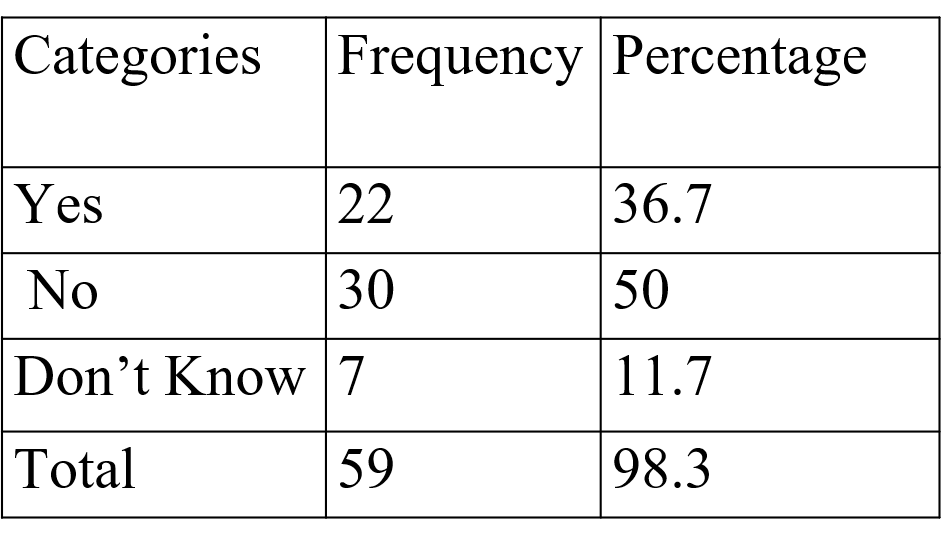 Categories Frequency Percentage
Yes 22 36.7
No 30 50
Don’t Know 7 11.7
Total 59 98.3